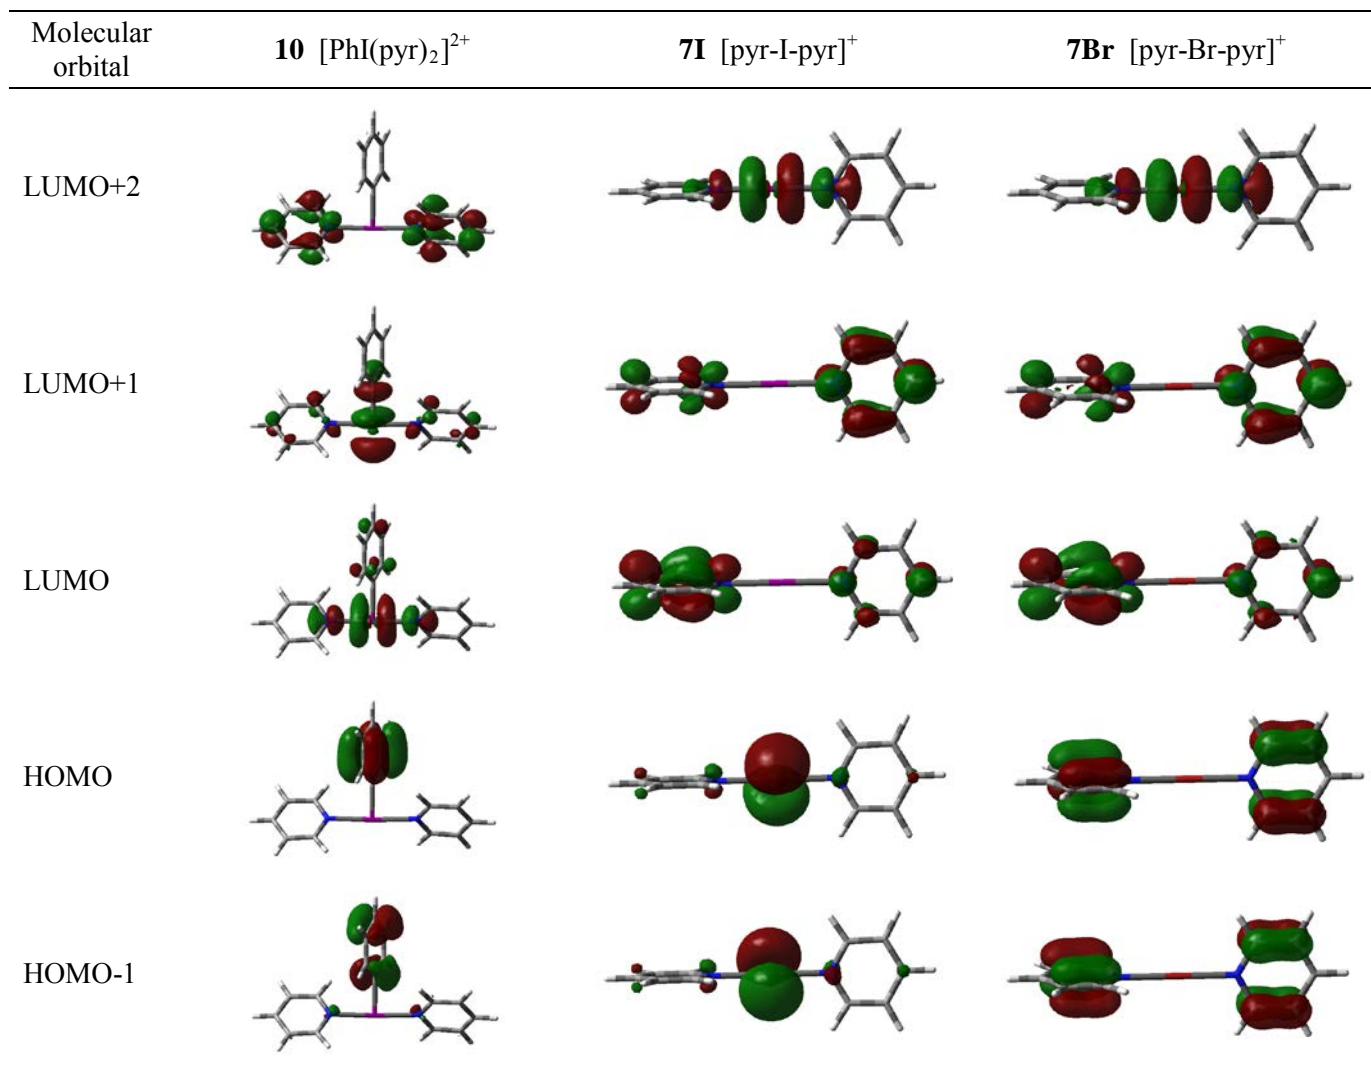 Molecular orbital
10 [PhI(pyr)₂]²⁺
7I [pyr-I-pyr]⁺
7Br [pyr-Br-pyr]⁺
LUMO+2
LUMO+1
LUMO
HOMO
HOMO-1